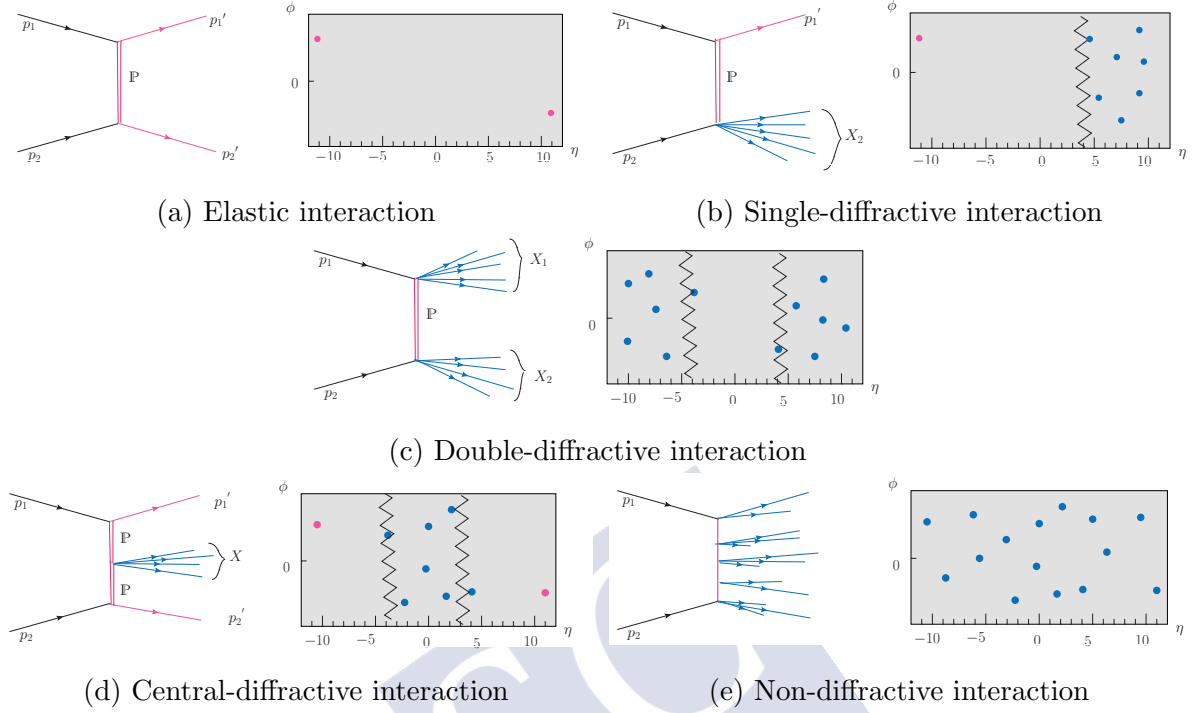 p₁ p₁′ ℙ p₂ p₂′
ϕ 0 −10 −5 0 5 10 η
p₁ p₁′ ℙ p₂ X₂
ϕ 0 −10 0 5 10 η
(a) Elastic interaction
(b) Single-diffractive interaction
p₁ X₁ ℙ p₂ X₂
ϕ 0 −10 −5 0 5 10 η
(c) Double-diffractive interaction
p₁ p₁′ ℙ X ℙ p₂ p₂′
ϕ 0 −10 −5 0 5 10 η
p₁ p₂
ϕ 0 −10 −5 0 5 10 η
(d) Central-diffractive interaction
(e) Non-diffractive interaction